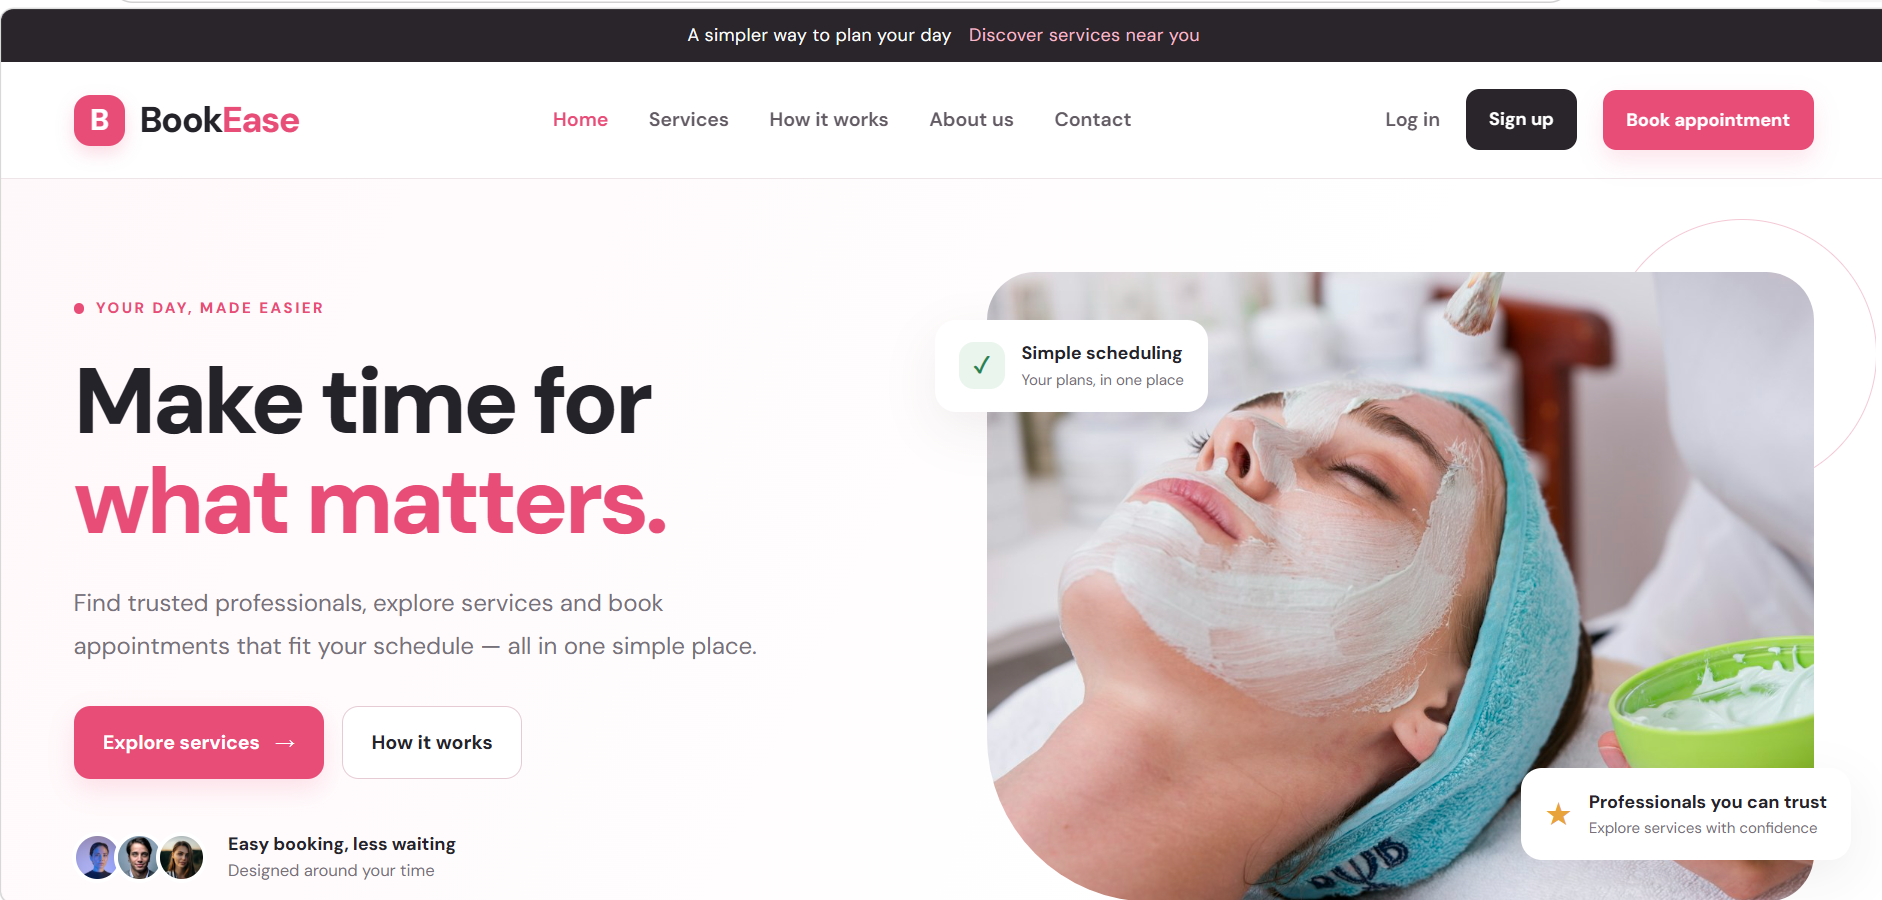 A simpler way to plan your day Discover services near you
B BookEase
Home Services How it works About us Contact
Log in Sign up Book appointment
YOUR DAY, MADE EASIER
Make time for
what matters.
Find trusted professionals, explore services and book
appointments that fit your schedule — all in one simple place.
Explore services →
How it works
Easy booking, less waiting
Designed around your time
✓ Simple scheduling
Your plans, in one place
★ Professionals you can trust
Explore services with confidence